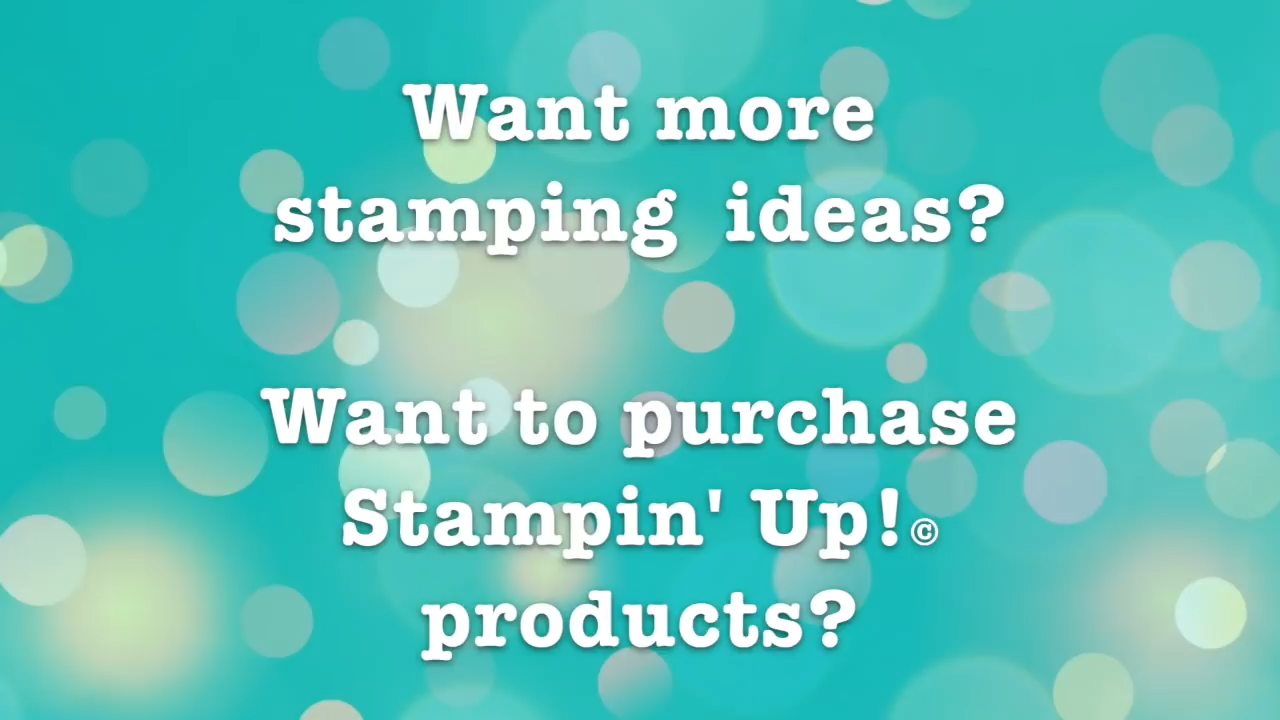 Want more
stamping ideas?
Want to purchase
Stampin' Up!©
products?